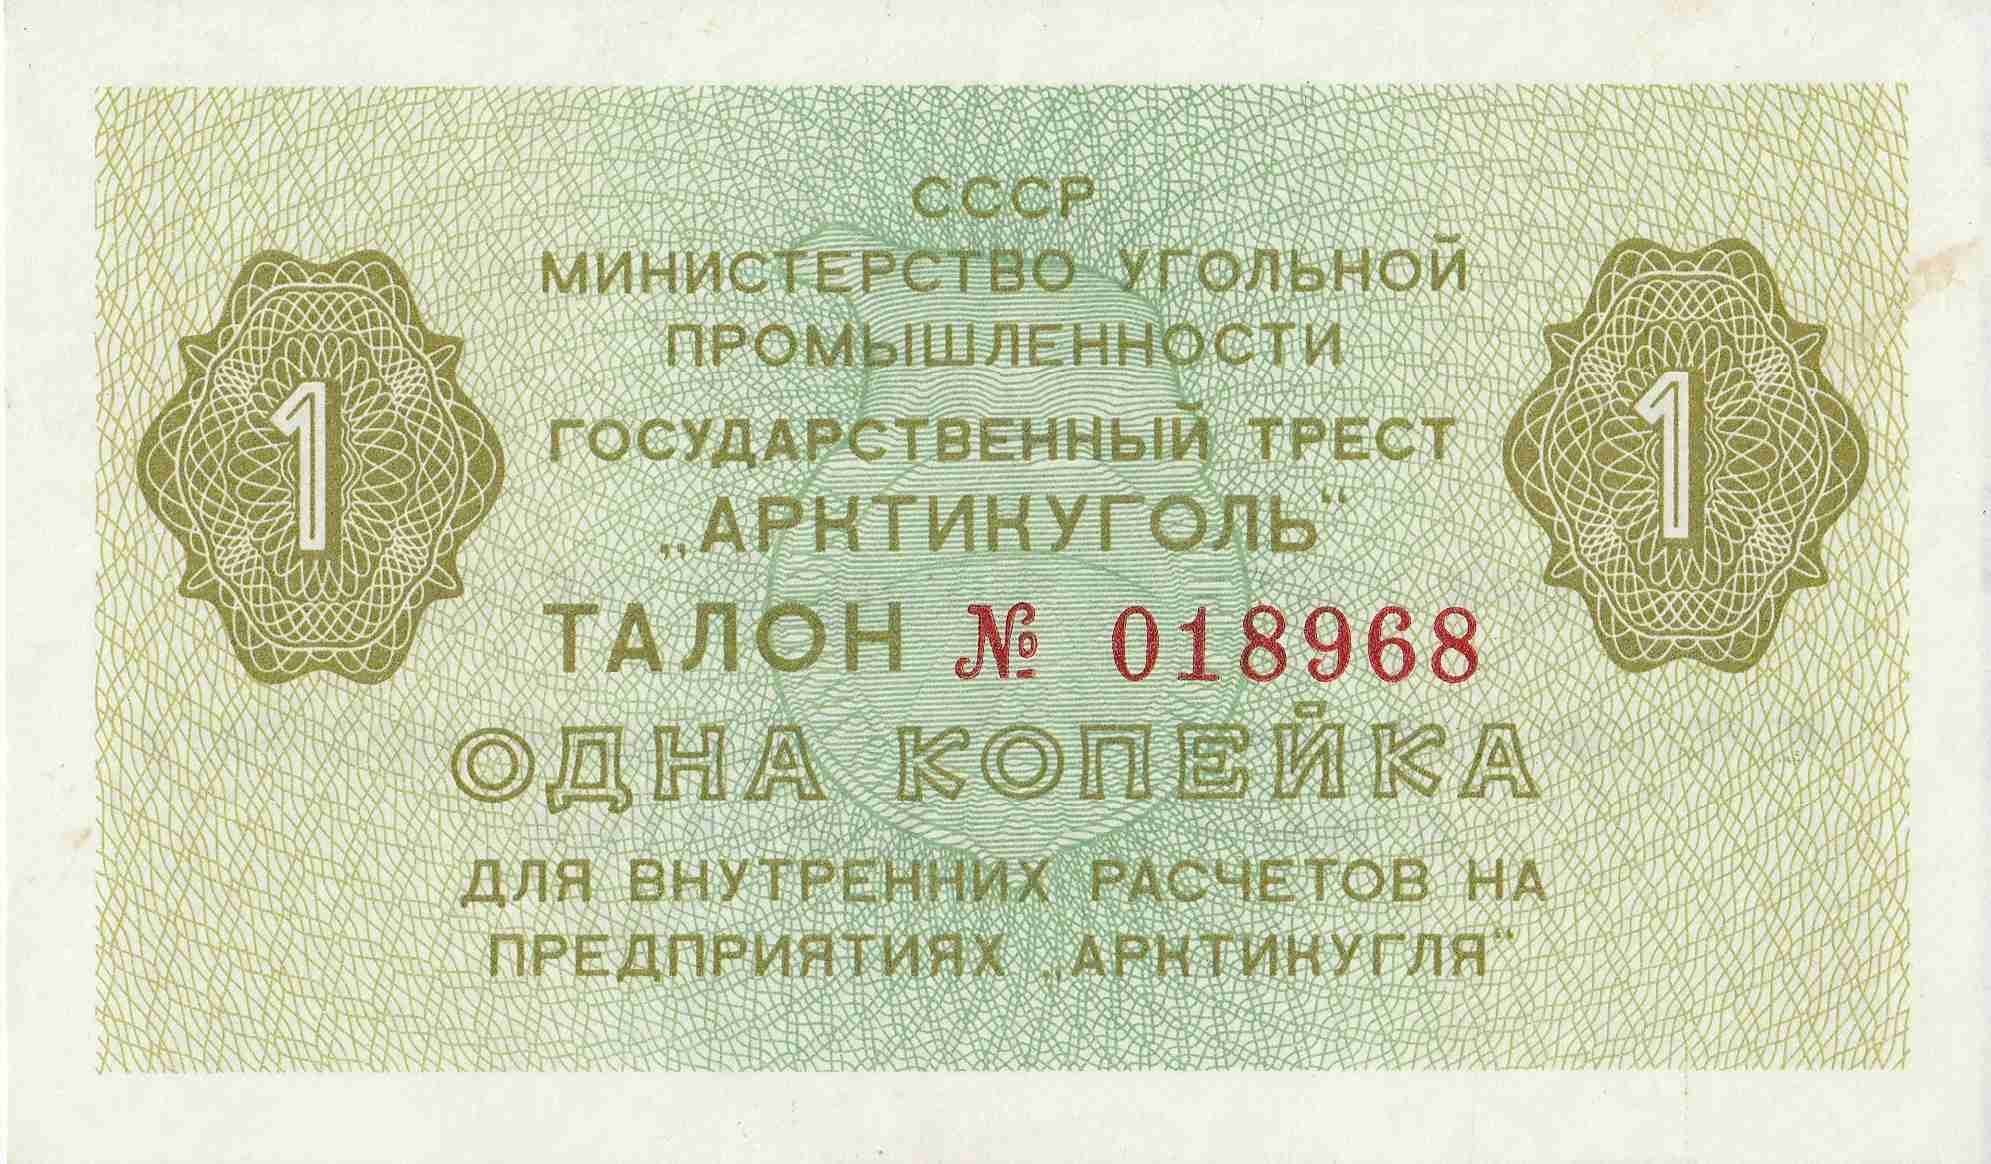 СССР
МИНИСТЕРСТВО УГОЛЬНОЙ
ПРОМЫШЛЕННОСТИ
ГОСУДАРСТВЕННЫЙ ТРЕСТ
„АРКТИКУГОЛЬ“
1
1
ТАЛОН № 018968
ОДНА КОПЕЙКА
ДЛЯ ВНУТРЕННИХ РАСЧЕТОВ НА
ПРЕДПРИЯТИЯХ „АРКТИКУГЛЯ“